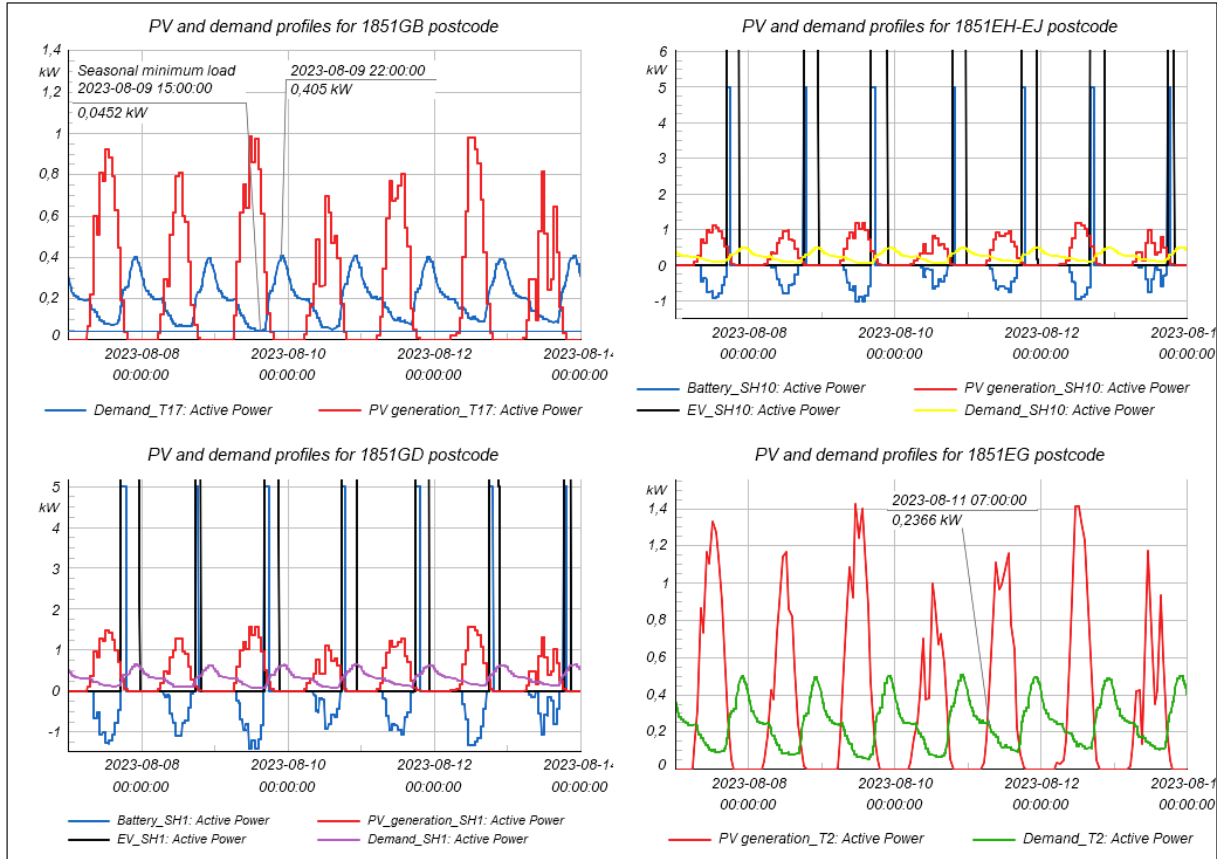 PV and demand profiles for 1851GB postcode
1,4
kW
1,2
1
0,8
0,6
0,4
0,2
0
Seasonal minimum load
2023-08-09 15:00:00
0,0452 kW
2023-08-09 22:00:00
0,405 kW
2023-08-08
00:00:00
2023-08-10
00:00:00
2023-08-12
00:00:00
2023-08-14
00:00:00
Demand_T17: Active Power
PV generation_T17: Active Power
PV and demand profiles for 1851EH-EJ postcode
6
kW
5
4
3
2
1
0
-1
2023-08-08
00:00:00
2023-08-10
00:00:00
2023-08-12
00:00:00
2023-08-1
00:00:00
Battery_SH10: Active Power
PV generation_SH10: Active Power
EV_SH10: Active Power
Demand_SH10: Active Power
PV and demand profiles for 1851GD postcode
5
kW
4
3
2
1
0
-1
2023-08-08
00:00:00
2023-08-10
00:00:00
2023-08-12
00:00:00
2023-08-14
00:00:00
Battery_SH1: Active Power
PV_generation_SH1: Active Power
EV_SH1: Active Power
Demand_SH1: Active Power
PV and demand profiles for 1851EG postcode
kW
1,4
1,2
1
0,8
0,6
0,4
0,2
0
2023-08-11 07:00:00
0,2366 kW
2023-08-08
00:00:00
2023-08-10
00:00:00
2023-08-12
00:00:00
2023-08-1
00:00:00
PV generation_T2: Active Power
Demand_T2: Active Power